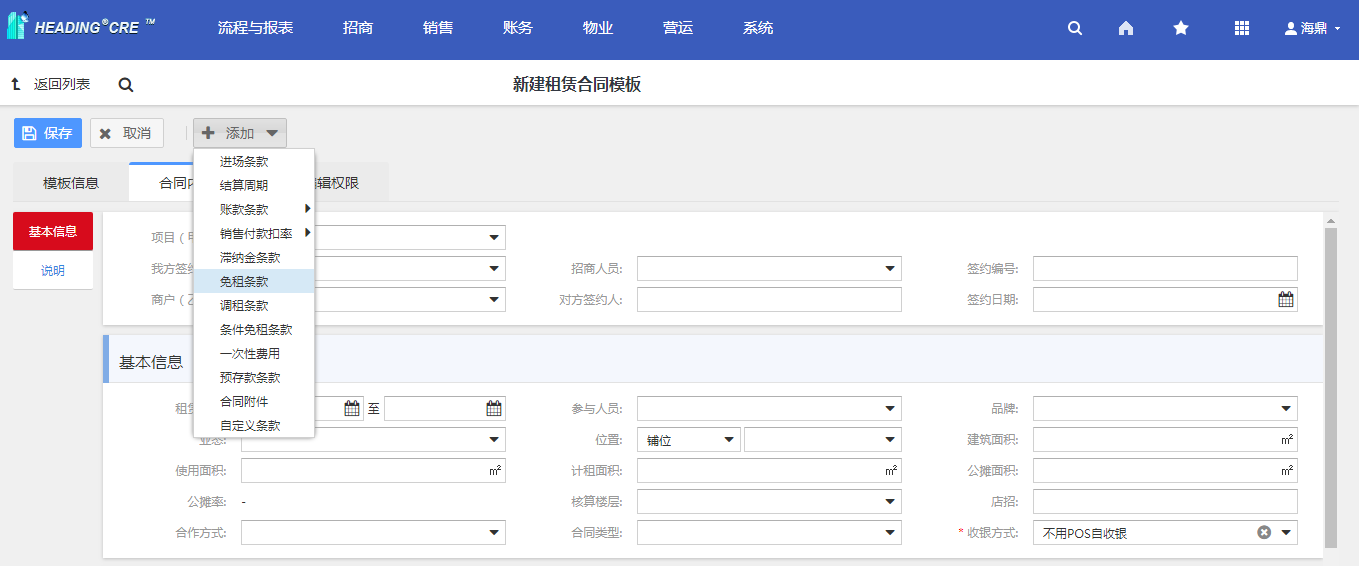 HEADING®CRE ™ 流程与报表 招商 销售 账务 物业 营运 系统 海鼎
返回列表 新建租赁合同模板
保存 取消 添加
模板信息 合同内 辑权限
进场条款
结算周期
账款条款
销售付款扣率
滞纳金条款
免租条款
调租条款
条件免租条款
一次性费用
预存款条款
合同附件
自定义条款
基本信息
说明
项目 (
我方签约 招商人员: 签约编号:
商户 (乙 对方签约人: 签约日期:
基本信息
租赁 至 参与人员: 品牌:
业态: 位置: 铺位 建筑面积: m²
使用面积: m² 计租面积: m² 公摊面积: m²
公摊率: - 核算楼层: 店招:
合作方式: 合同类型: * 收银方式: 不用POS自收银